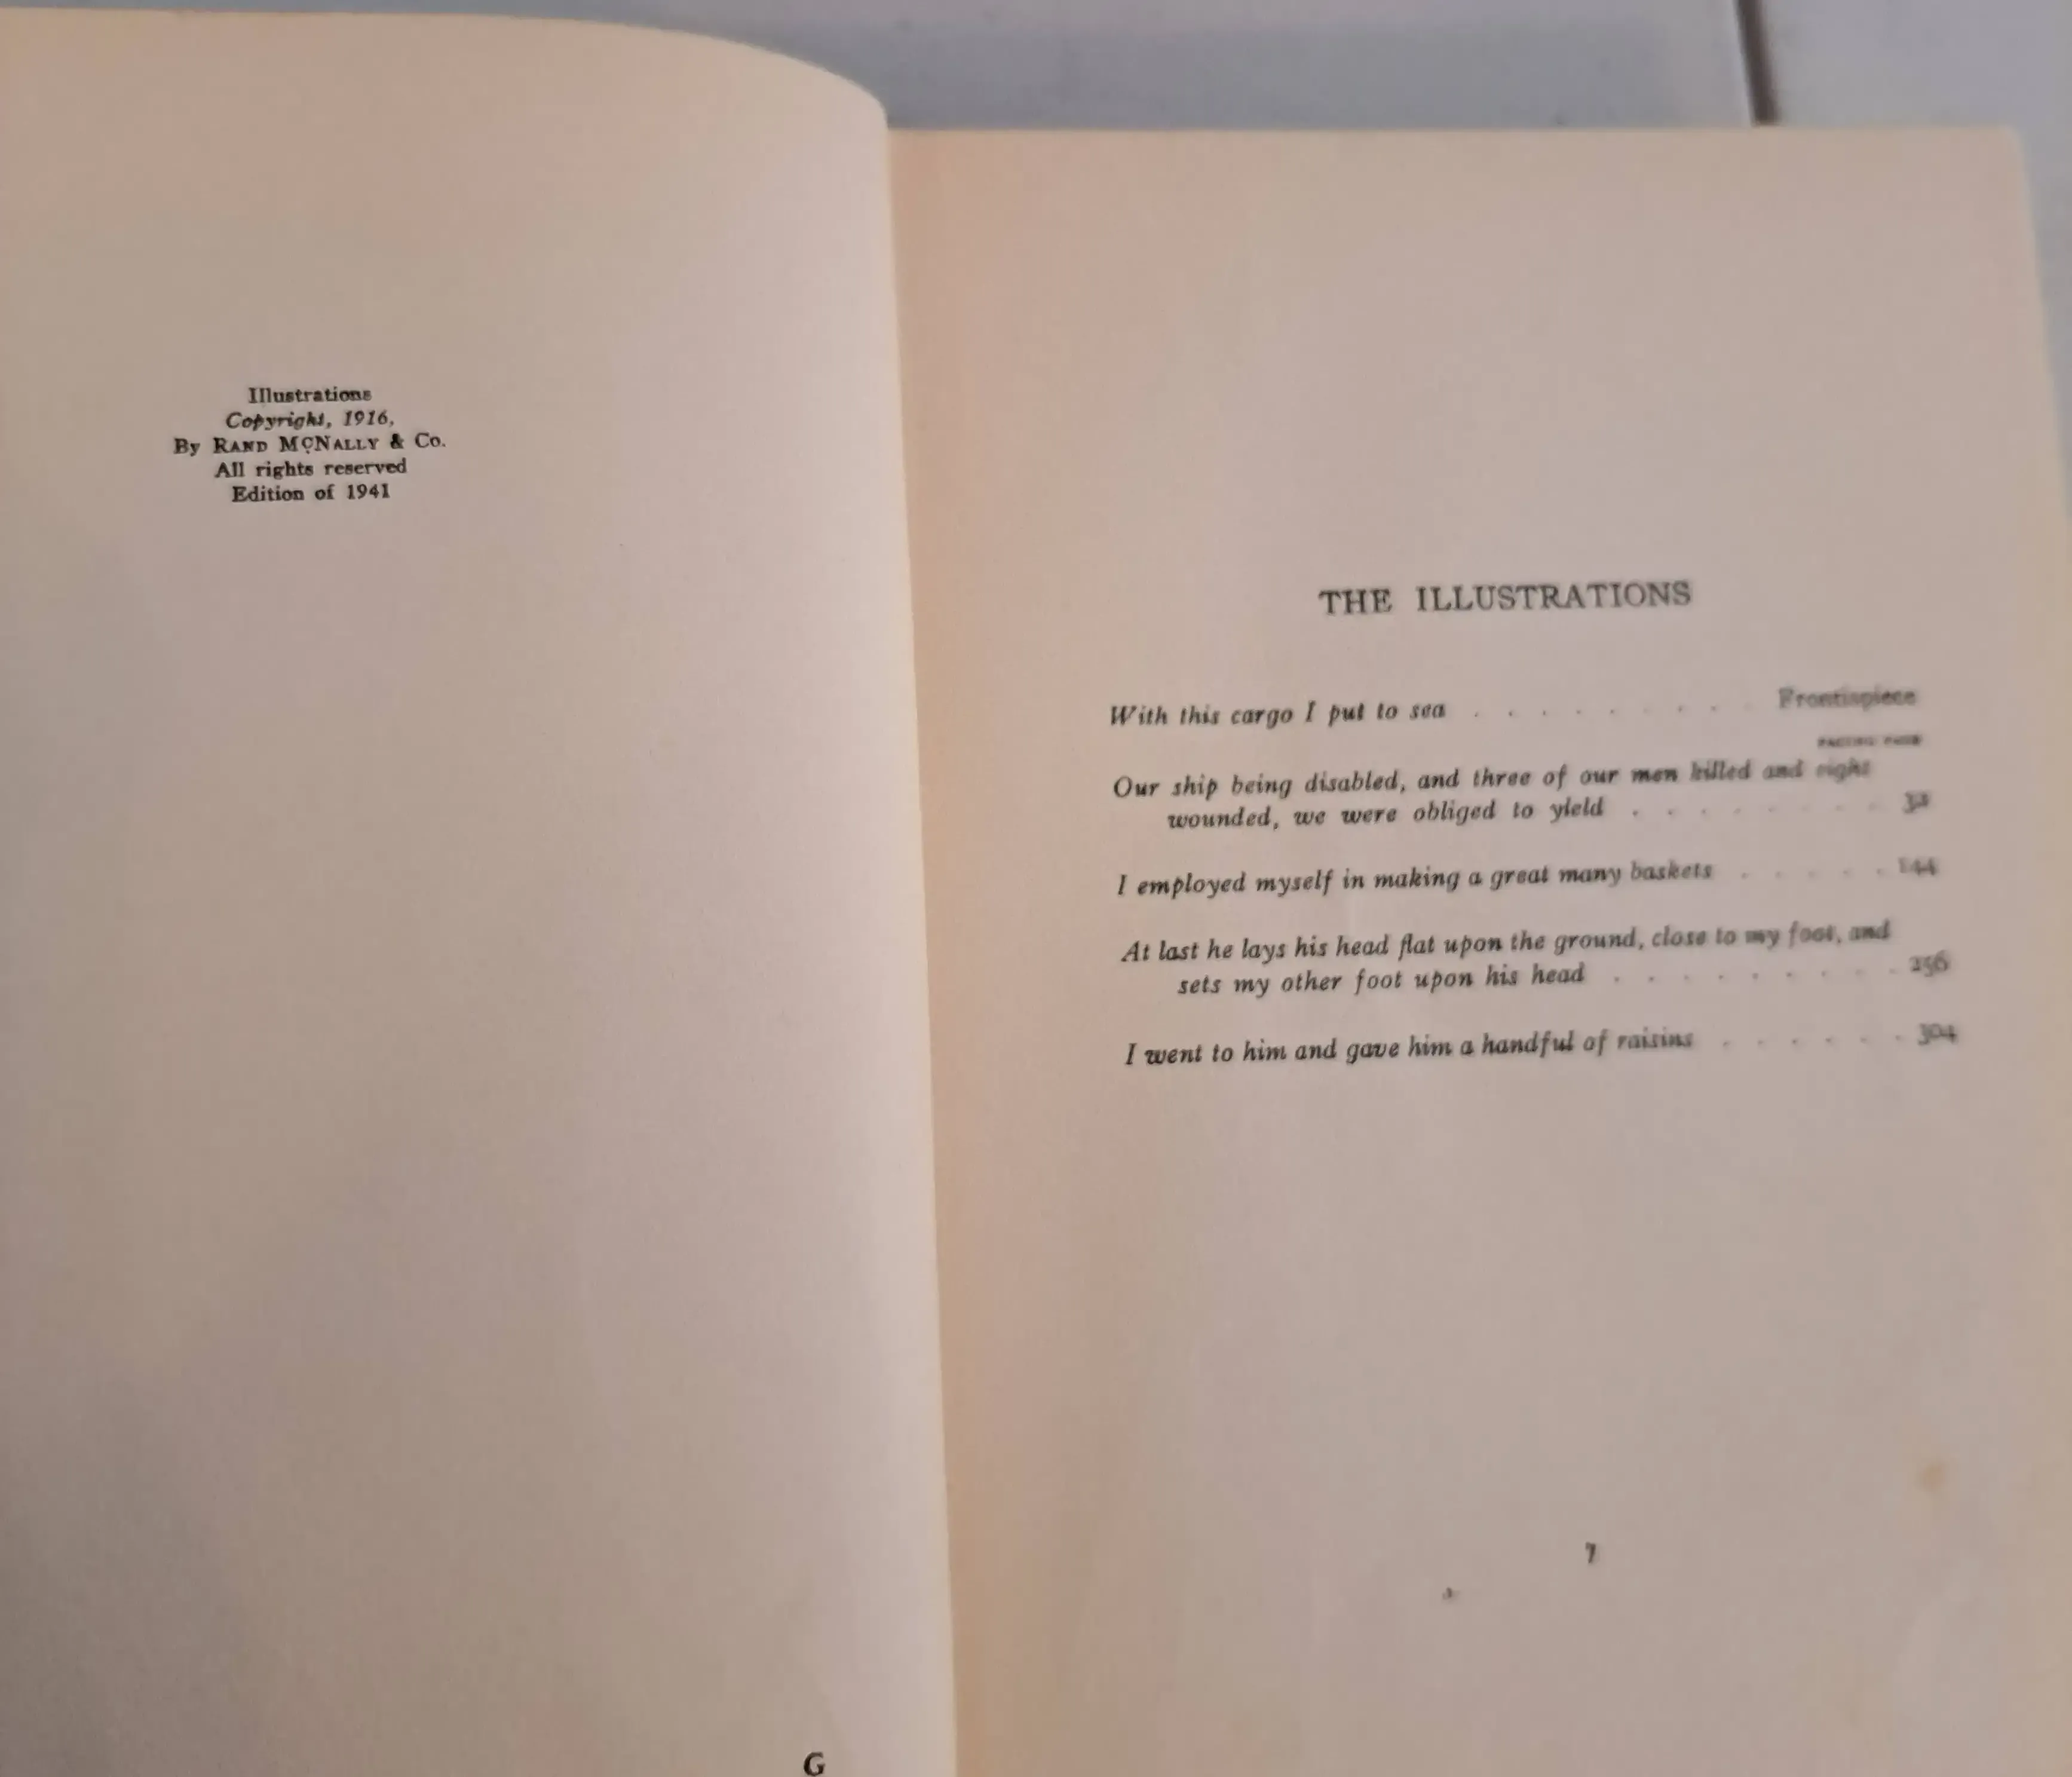 Illustrations
Copyright, 1916,
By RAND McNALLY & Co.
All rights reserved
Edition of 1941
G
THE ILLUSTRATIONS
With this cargo I put to sea . . . . . . . . . Frontispiece
FACING PAGE
Our ship being disabled, and three of our men killed and eight
wounded, we were obliged to yield . . . . . . . . 32
I employed myself in making a great many baskets . . . . . 144
At last he lays his head flat upon the ground, close to my foot, and
sets my other foot upon his head . . . . . . . . . 256
I went to him and gave him a handful of raisins . . . . . . 304
7